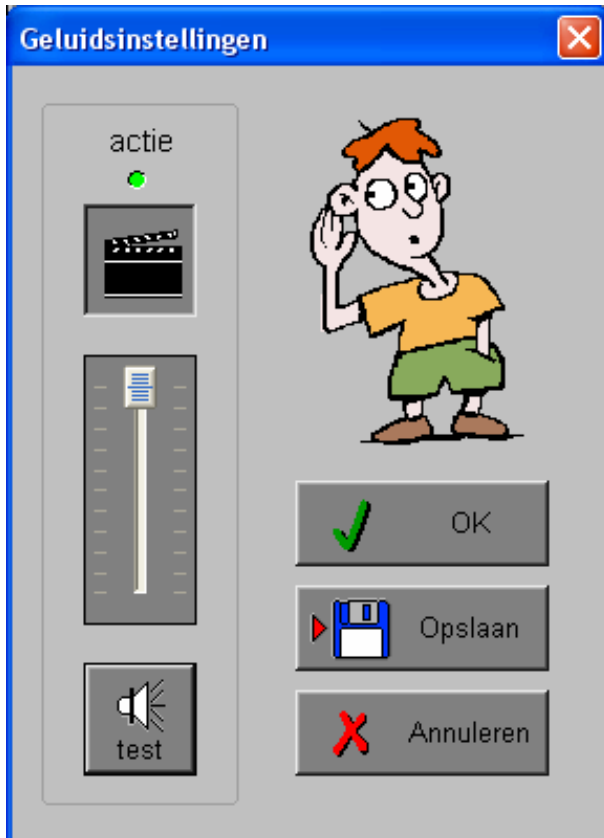 Geluidsinstellingen
actie
test
OK
Opslaan
Annuleren